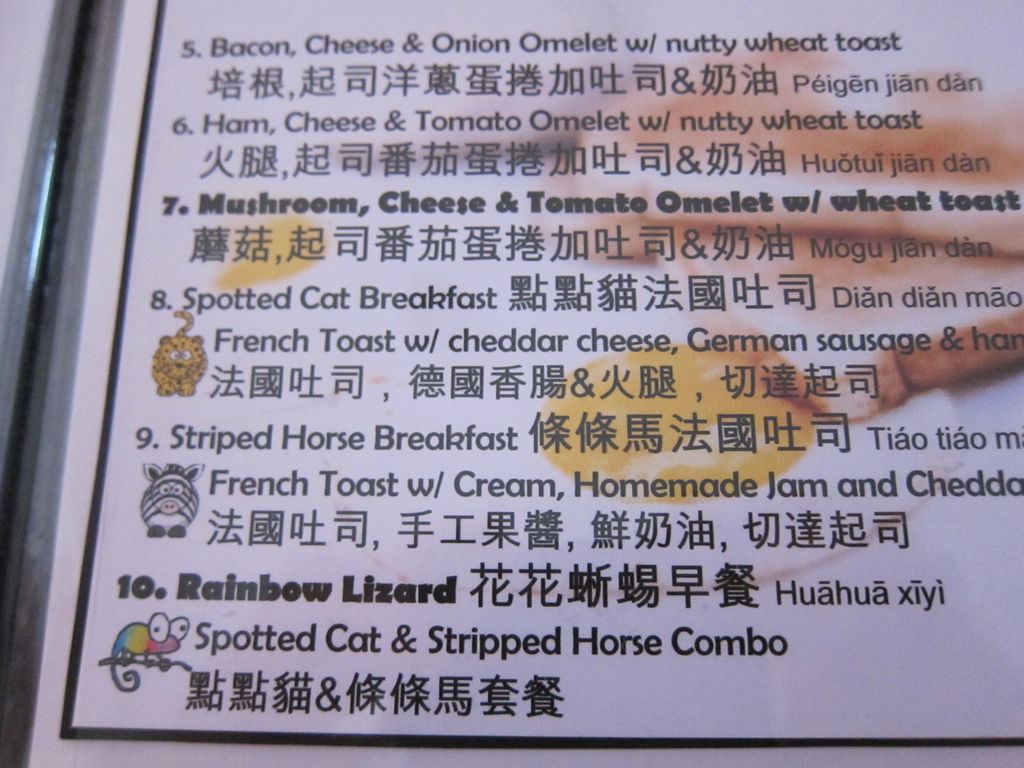 5. Bacon, Cheese & Onion Omelet w/ nutty wheat toast
培根,起司洋蔥蛋捲加吐司&奶油 Péigēn jiān dàn
6. Ham, Cheese & Tomato Omelet w/ nutty wheat toast
火腿,起司番茄蛋捲加吐司&奶油 Huǒtuǐ jiān dàn
7. Mushroom, Cheese & Tomato Omelet w/ wheat toast
蘑菇,起司番茄蛋捲加吐司&奶油 Mógu jiān dàn
8. Spotted Cat Breakfast 點點貓法國吐司 Diǎn diǎn māo
French Toast w/ cheddar cheese, German sausage &
法國吐司 , 德國香腸&火腿 , 切達起司
9. Striped Horse Breakfast 條條馬法國吐司 Tiáo tiáo
French Toast w/ Cream, Homemade Jam and
法國吐司, 手工果醬, 鮮奶油, 切達起司
10. Rainbow Lizard 花花蜥蜴早餐 Huāhuā xīyì
Spotted Cat & Stripped Horse Combo
點點貓&條條馬套餐